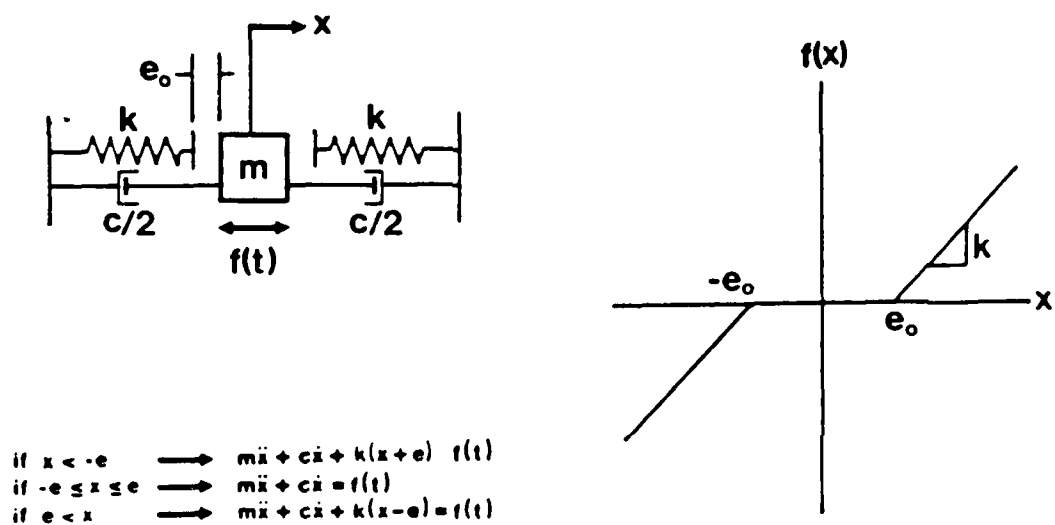 x
e₀
k
k
m
c/2
c/2
f(t)
f(x)
k
-e₀
e₀
x
if x < -e ⟶ mẍ + cẋ + k(x+e) f(t)
if -e ≤ x ≤ e ⟶ mẍ + cẋ = f(t)
if e < x ⟶ mẍ + cẋ + k(x-e) = f(t)